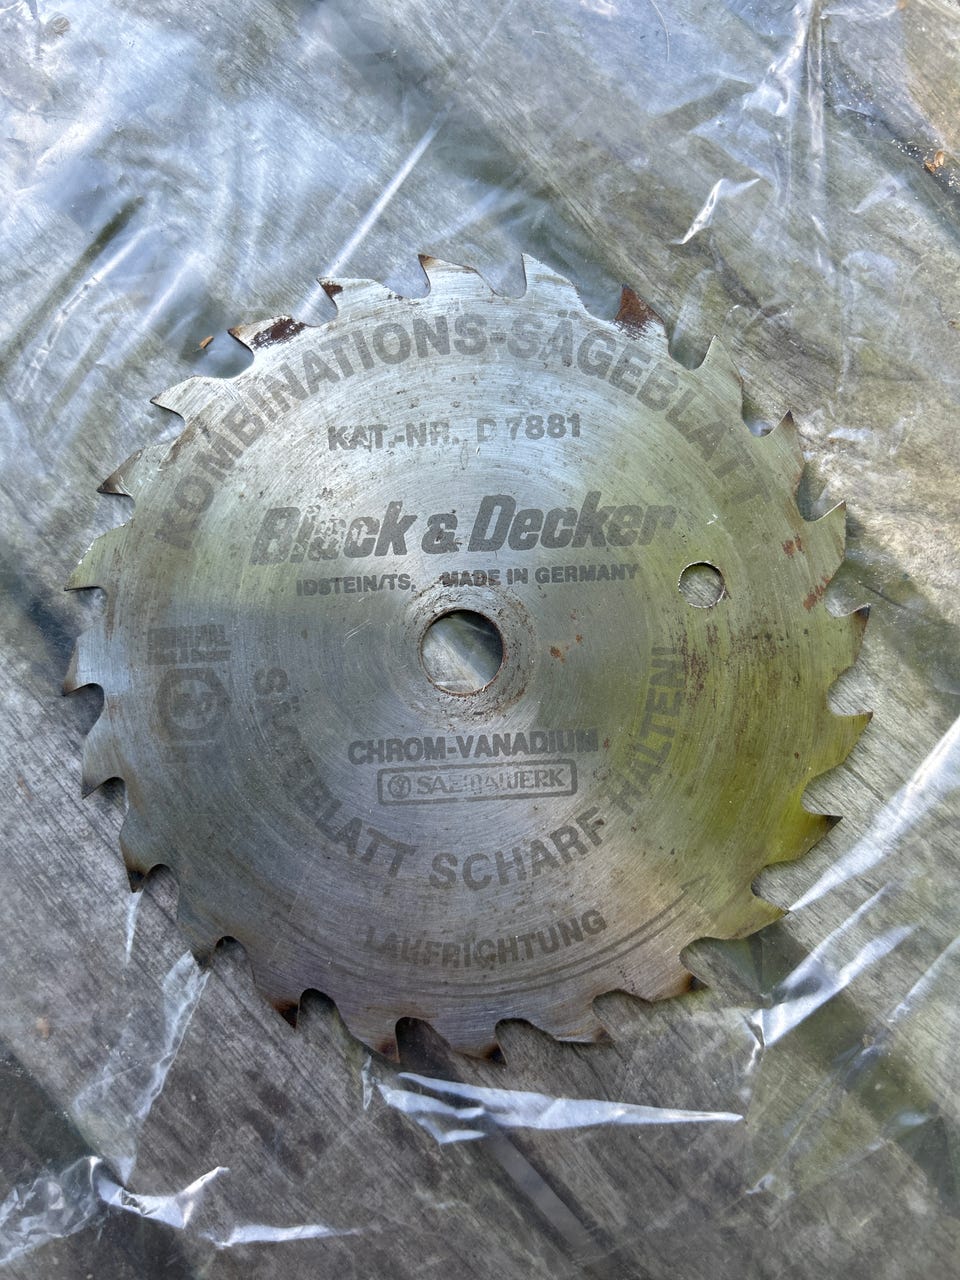 KOMBINATIONS-SÄGEBLATT
KAT.-NR. D 7881
Black & Decker
IDSTEIN/TS. MADE IN GERMANY
CHROM-VANADIUM
SÄGEBLATT SCHARF HALTEN!
LAUFRICHTUNG